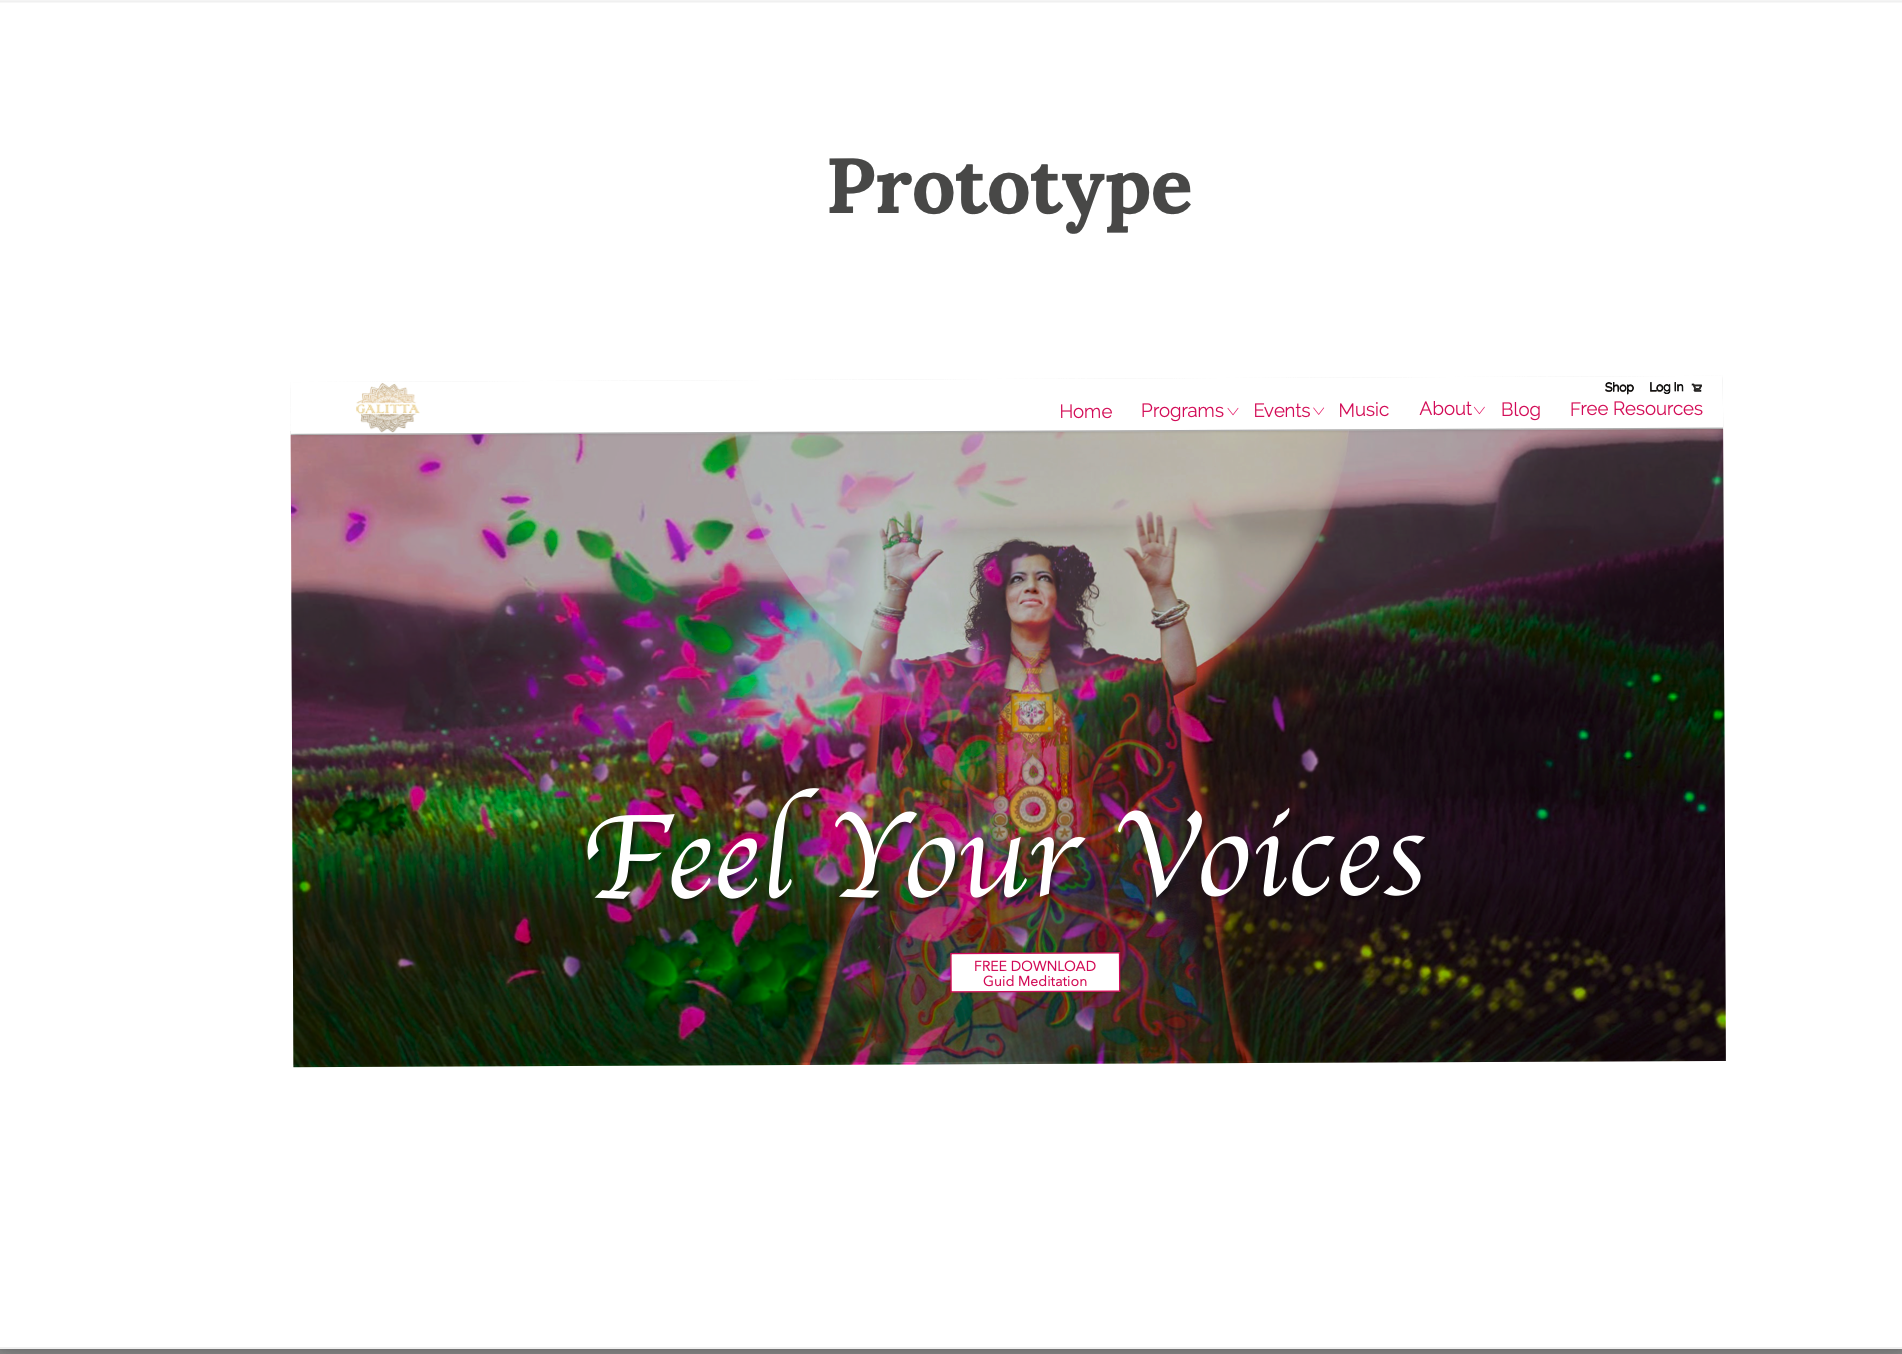 Prototype
GALITTA
Shop Log In
Home Programs Events Music About Blog Free Resources
Feel Your Voices
FREE DOWNLOAD
Guid Meditation